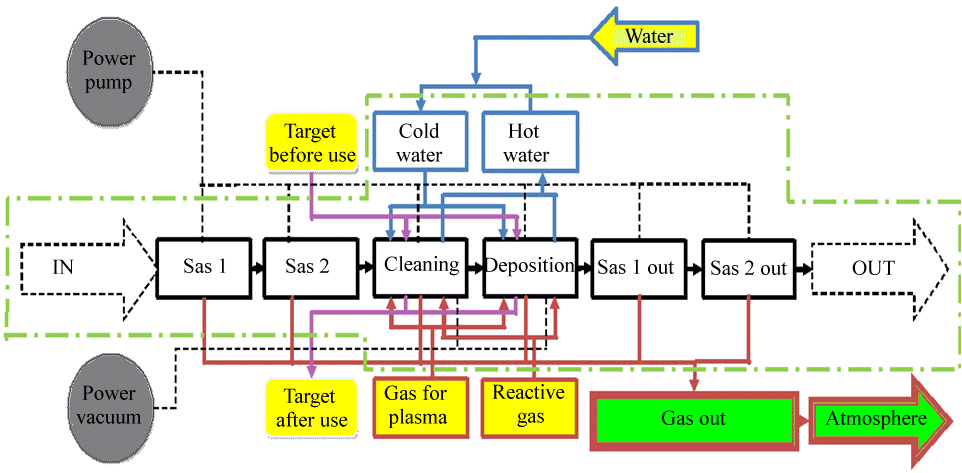 Power
pump
Water
Target
before use
Cold
water
Hot
water
IN
Sas 1
Sas 2
Cleaning
Deposition
Sas 1 out
Sas 2 out
OUT
Power
vacuum
Target
after use
Gas for
plasma
Reactive
gas
Gas out
Atmosphere